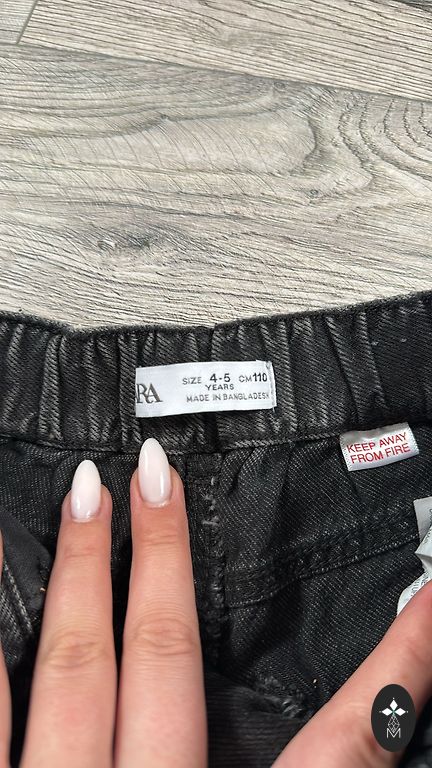 RA
SIZE 4-5 CM 110
YEARS
MADE IN BANGLADESH
KEEP AWAY
FROM FIRE
M